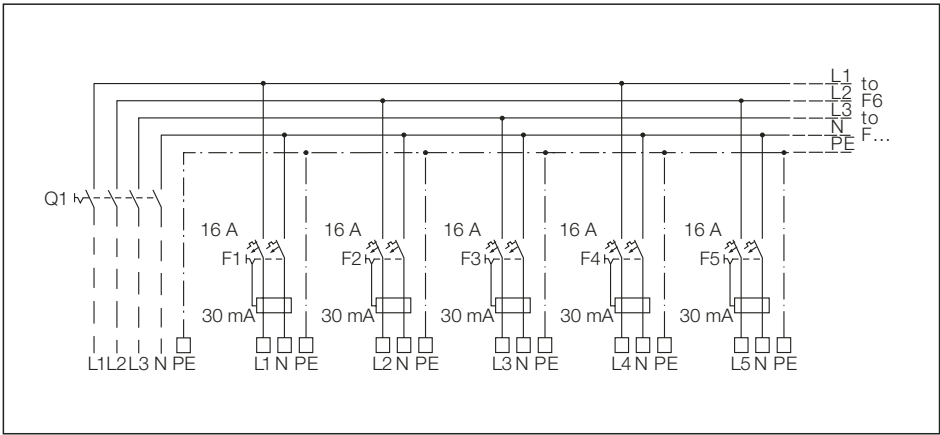 L1 to
L2 F6
L3 to
N F...
PE
Q1
16 A 16 A 16 A 16 A 16 A
F1 F2 F3 F4 F5
30 mA 30 mA 30 mA 30 mA 30 mA
L1 L2 L3 N PE L1 N PE L2 N PE L3 N PE L4 N PE L5 N PE